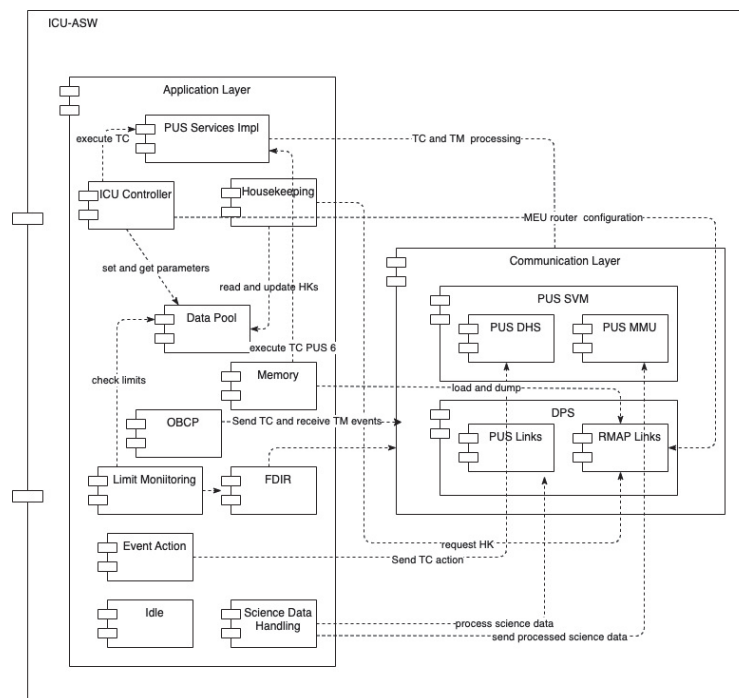 ICU-ASW
Application Layer
PUS Services Impl
execute TC
TC and TM processing
ICU Controller
Housekeeping
MEU router configuration
set and get parameters
Communication Layer
read and update HKs
PUS SVM
Data Pool
PUS DHS
PUS MMU
execute TC PUS 6
Memory
check limits
load and dump
OBCP
Send TC and receive TM events
DPS
PUS Links
RMAP Links
Limit Moniitoring
FDIR
Event Action
request HK
Send TC action
Idle
Science Data
Handling
process science data
send processed science data